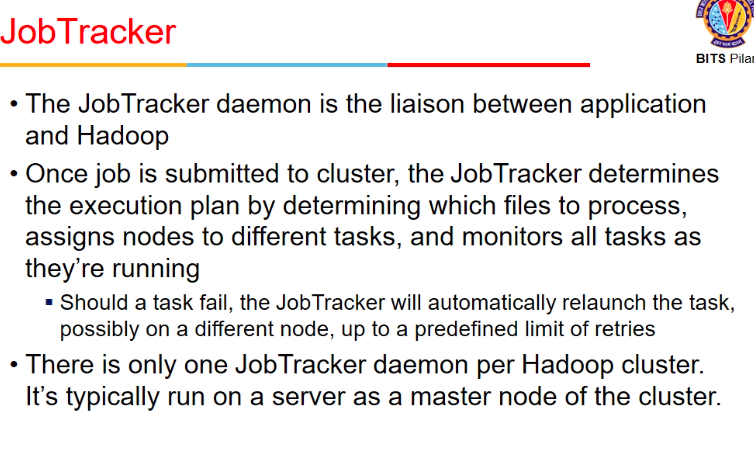 JobTracker
BITS Pilar
• The JobTracker daemon is the liaison between application
and Hadoop
• Once job is submitted to cluster, the JobTracker determines
the execution plan by determining which files to process,
assigns nodes to different tasks, and monitors all tasks as
they’re running
▪ Should a task fail, the JobTracker will automatically relaunch the task,
possibly on a different node, up to a predefined limit of retries
• There is only one JobTracker daemon per Hadoop cluster.
It’s typically run on a server as a master node of the cluster.